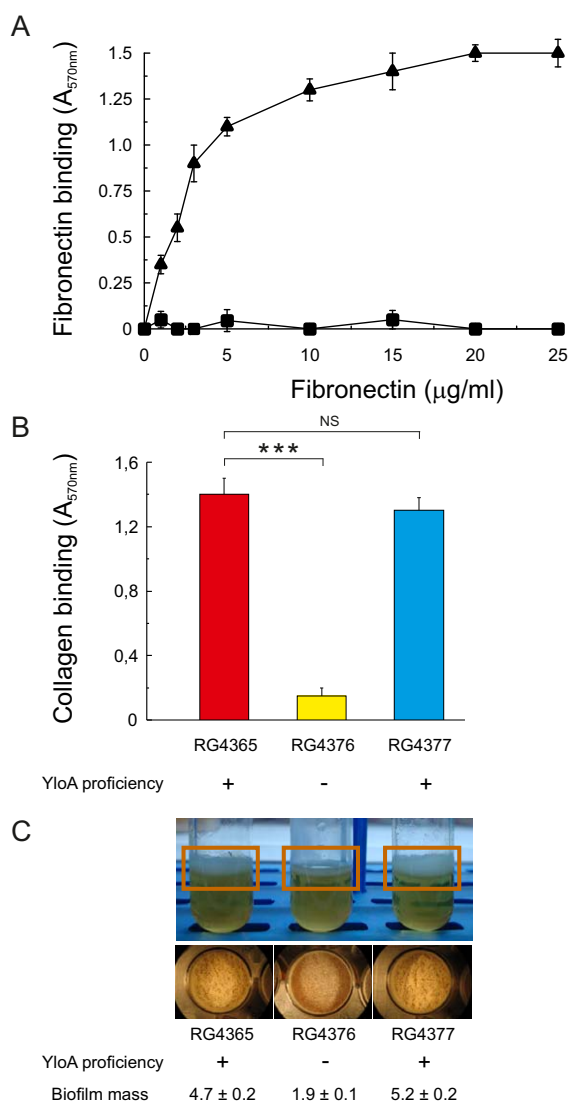 A
Fibronectin binding (A570nm)
1.5
1.25
1
0.75
0.5
0.25
0
0 5 10 15 20 25
Fibronectin (µg/ml)
B
NS
***
Collagen binding (A570nm)
1,6
1,2
0,8
0,4
0
RG4365 RG4376 RG4377
YloA proficiency + - +
C
RG4365 RG4376 RG4377
YloA proficiency + - +
Biofilm mass 4.7 ± 0.2 1.9 ± 0.1 5.2 ± 0.2